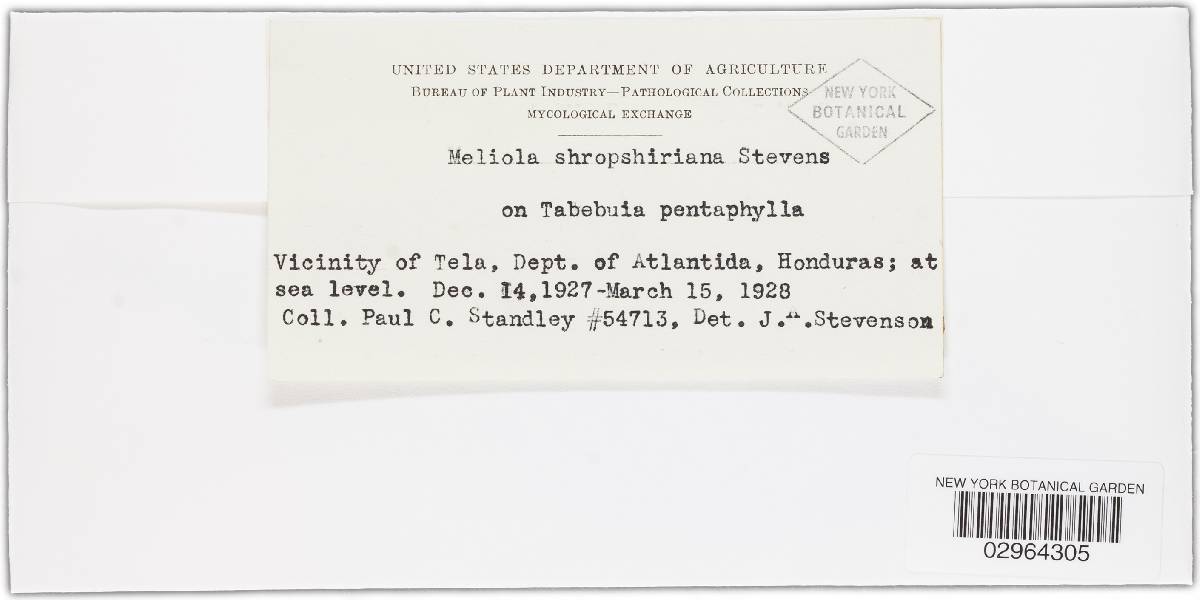 UNITED STATES DEPARTMENT OF AGRICULTURE
BUREAU OF PLANT INDUSTRY—PATHOLOGICAL COLLECTIONS
MYCOLOGICAL EXCHANGE
NEW YORK
BOTANICAL
GARDEN
Meliola shropshiriana Stevens
on Tabebuia pentaphylla
Vicinity of Tela, Dept. of Atlantida, Honduras; at
sea level. Dec. 14,1927-March 15, 1928
Coll. Paul C. Standley #54713, Det. J. Stevenson
NEW YORK BOTANICAL GARDEN
02964305